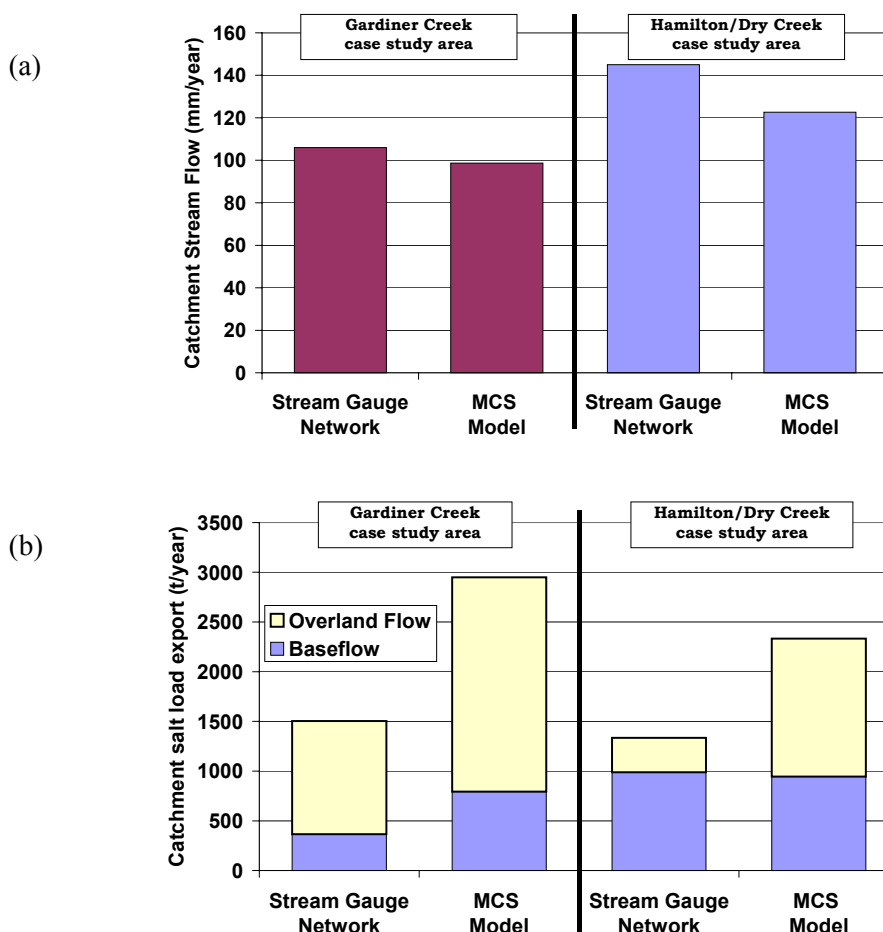 (a)
Gardiner Creek
case study area
Hamilton/Dry Creek
case study area
Catchment Stream Flow (mm/year)
160
140
120
100
80
60
40
20
0
Stream Gauge
Network
MCS
Model
Stream Gauge
Network
MCS
Model
(b)
Gardiner Creek
case study area
Hamilton/Dry Creek
case study area
Catchment salt load export (t/year)
3500
3000
2500
2000
1500
1000
500
0
Overland Flow
Baseflow
Stream Gauge
Network
MCS
Model
Stream Gauge
Network
MCS
Model